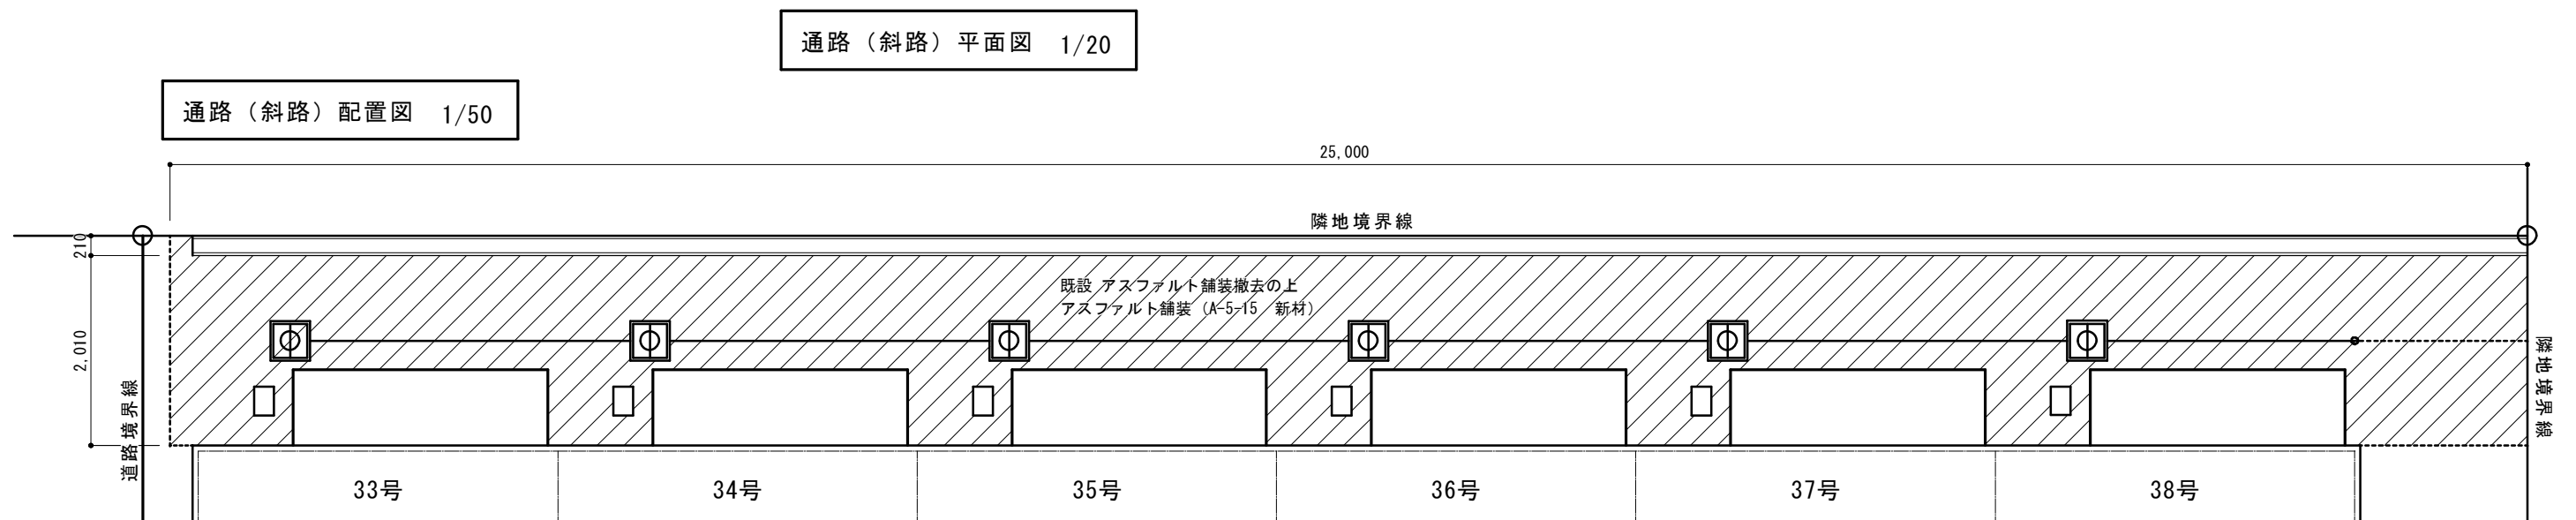 通路（斜路）平面図 1/20
通路（斜路）配置図 1/50
25,000
隣地境界線
210
既設 アスファルト舗装撤去の上
アスファルト舗装（A-5-15 新材）
2,010
道路境界線
隣地境界線
33号
34号
35号
36号
37号
38号